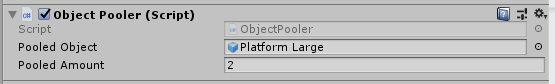 Object Pooler (Script)
Script ObjectPooler
Pooled Object Platform Large
Pooled Amount 2